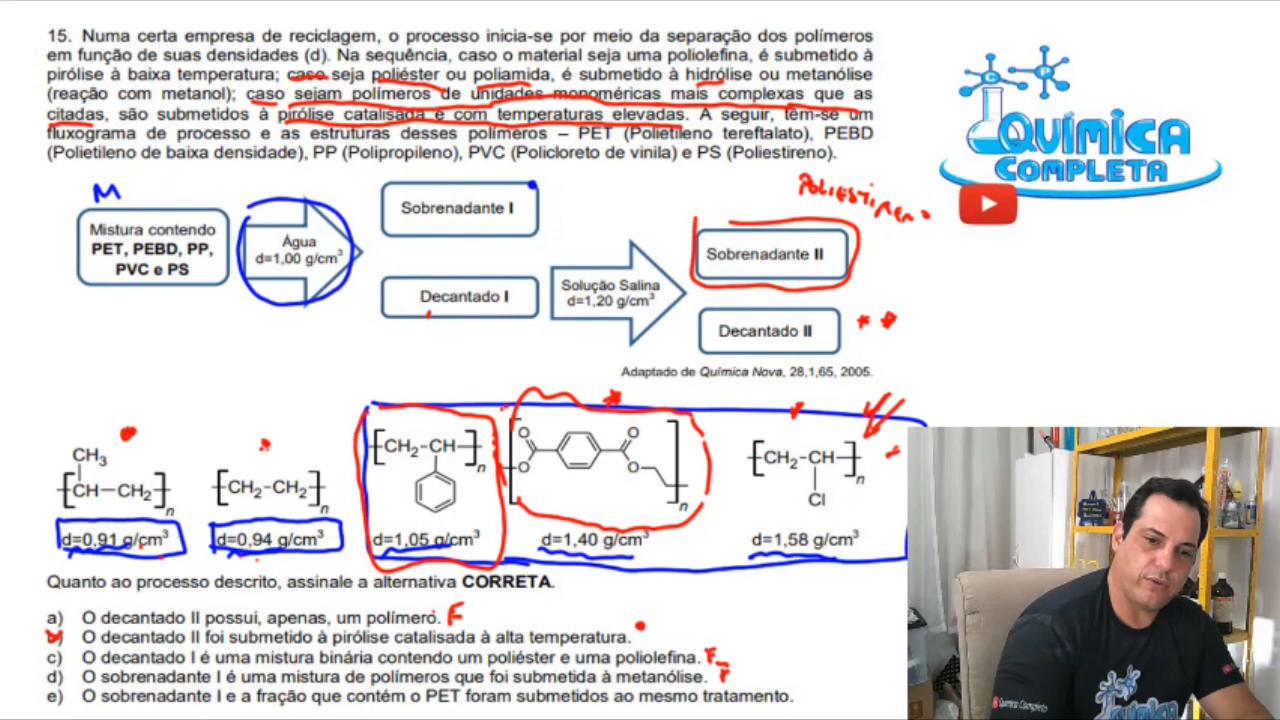 15. Numa certa empresa de reciclagem, o processo inicia-se por meio da separação dos polímeros
em função de suas densidades (d). Na sequência, caso o material seja uma poliolefina, é submetido à
pirólise à baixa temperatura; caso seja poliéster ou poliamida, é submetido à hidrólise ou metanólise
(reação com metanol); caso sejam polímeros de unidades monoméricas mais complexas que as
citadas, são submetidos à pirólise catalisada e com temperaturas elevadas. A seguir, têm-se um
fluxograma de processo e as estruturas desses polímeros – PET (Polietileno tereftalato), PEBD
(Polietileno de baixa densidade), PP (Polipropileno), PVC (Policloreto de vinila) e PS (Poliestireno).
C P
QUÍMICA
COMPLETA
M
POLIESTIRENO
Mistura contendo
PET, PEBD, PP,
PVC e PS
Água
d=1,00 g/cm³
Sobrenadante I
Decantado I
Solução Salina
d=1,20 g/cm³
Sobrenadante II
Decantado II
Adaptado de Química Nova, 28,1,65, 2005.
CH₃
[CH–CH₂]n
[CH₂-CH₂]n
[CH₂-CH]n
O O
O O
n
[CH₂-CH]n
Cl
d=0,91 g/cm³
d=0,94 g/cm³
d=1,05 g/cm³
d=1,40 g/cm³
d=1,58 g/cm³
Quanto ao processo descrito, assinale a alternativa CORRETA.
a) O decantado II possui, apenas, um polímero. F
b) O decantado II foi submetido à pirólise catalisada à alta temperatura.
c) O decantado I é uma mistura binária contendo um poliéster e uma poliolefina. F
d) O sobrenadante I é uma mistura de polímeros que foi submetida à metanólise. F
e) O sobrenadante I e a fração que contém o PET foram submetidos ao mesmo tratamento.
Química Completa
QUÍMICA